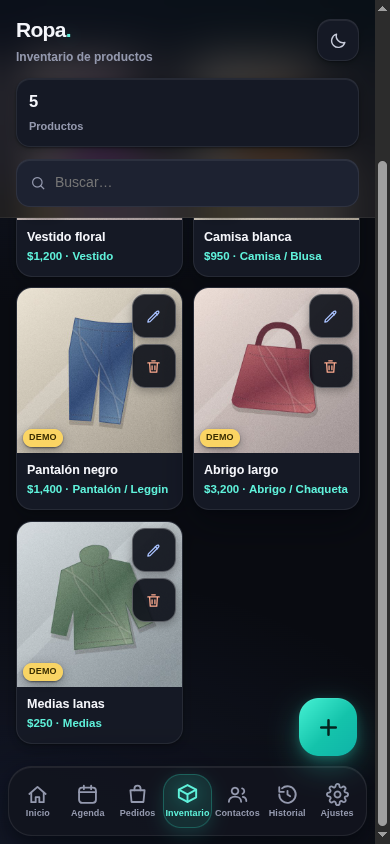 Ropa.
Inventario de productos
5
Productos
Buscar…
Vestido floral
$1,200 · Vestido
Camisa blanca
$950 · Camisa / Blusa
DEMO
Pantalón negro
$1,400 · Pantalón / Leggin
DEMO
Abrigo largo
$3,200 · Abrigo / Chaqueta
DEMO
Medias lanas
$250 · Medias
Inicio
Agenda
Pedidos
Inventario
Contactos
Historial
Ajustes